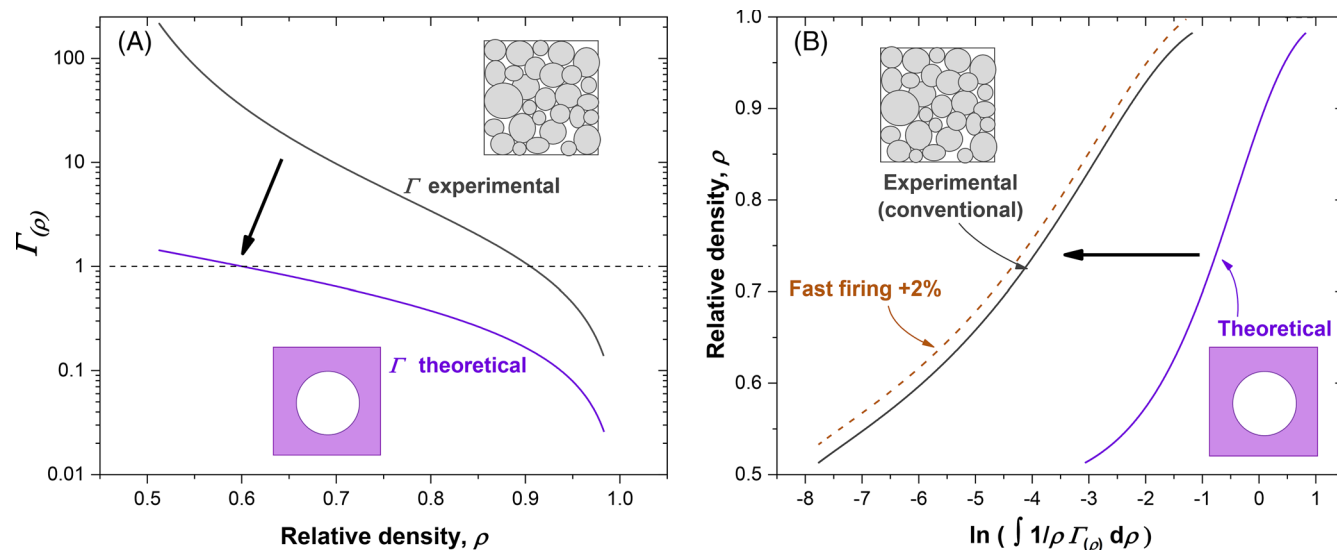 (A)
100
10
1
0.1
0.01
Γ(ρ)
Γ experimental
Γ theoretical
0.5 0.6 0.7 0.8 0.9 1.0
Relative density, ρ
(B)
1.0
0.9
0.8
0.7
0.6
0.5
Relative density, ρ
Experimental
(conventional)
Fast firing +2%
Theoretical
-8 -7 -6 -5 -4 -3 -2 -1 0 1
ln ( ∫ 1/ρ Γ(ρ) dρ )